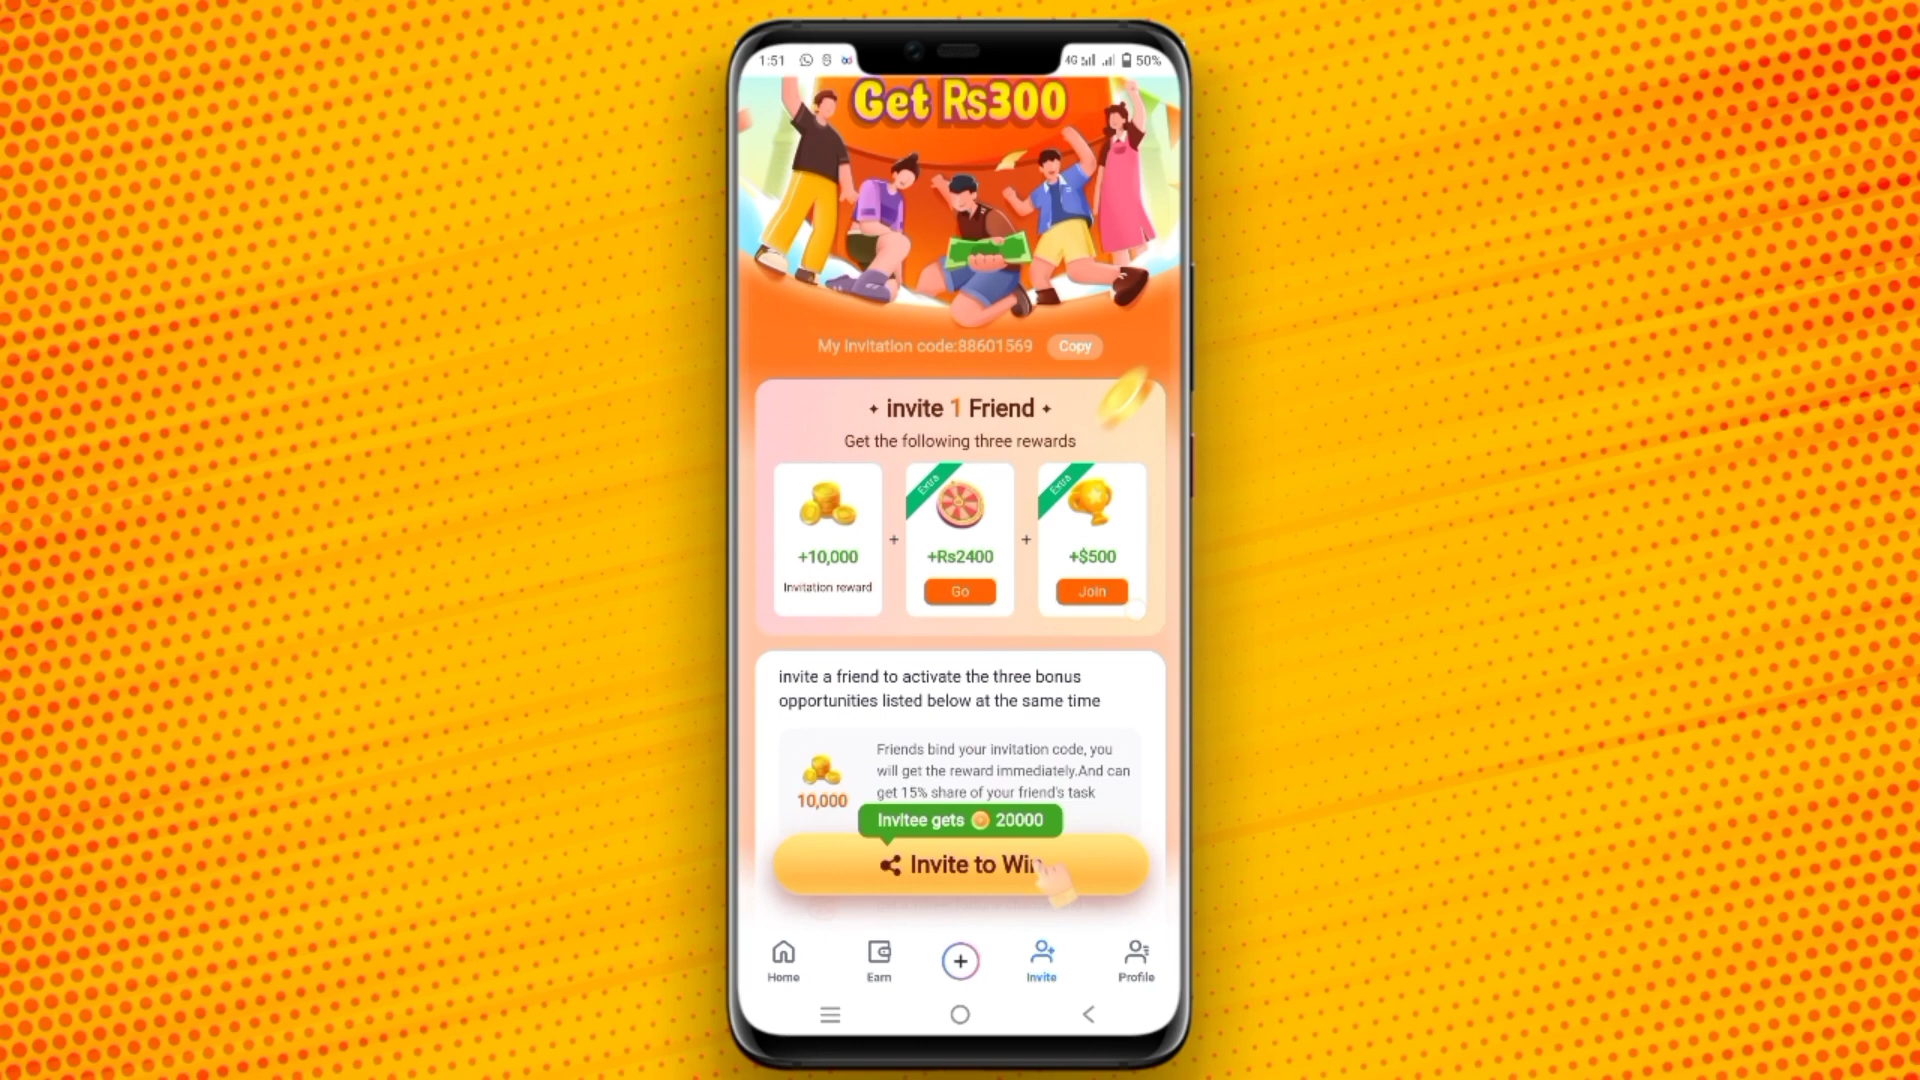 1:51
4G
50%
Get Rs300
My Invitation code:88601569
Copy
invite 1 Friend
Get the following three rewards
+10,000
Invitation reward
+
Extra
+Rs2400
Go
+
Extra
+$500
Join
invite a friend to activate the three bonus
opportunities listed below at the same time
Friends bind your invitation code, you
will get the reward immediately.And can
get 15% share of your friend's task
10,000
Invitee gets 20000
Invite to Win
Home
Earn
Invite
Profile